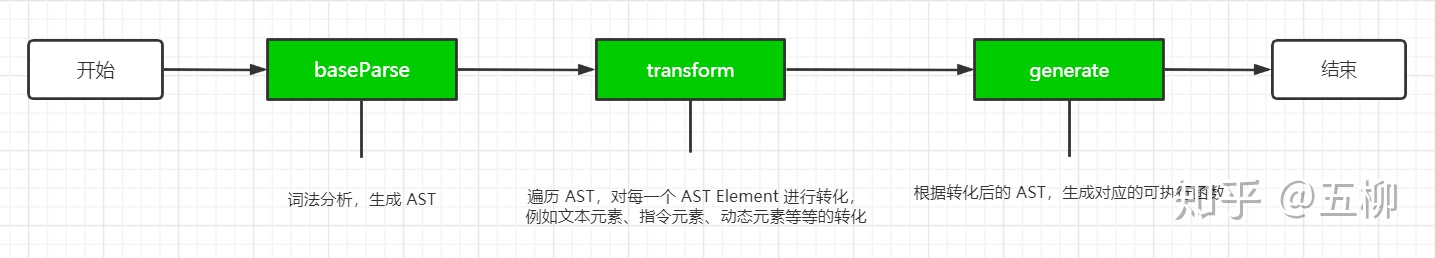 开始
baseParse
transform
generate
结束
词法分析，生成 AST
遍历 AST，对每一个 AST Element 进行转化，
例如文本元素、指令元素、动态元素等等的转化
根据转化后的 AST，生成对应的可执行函数
知乎 @五柳